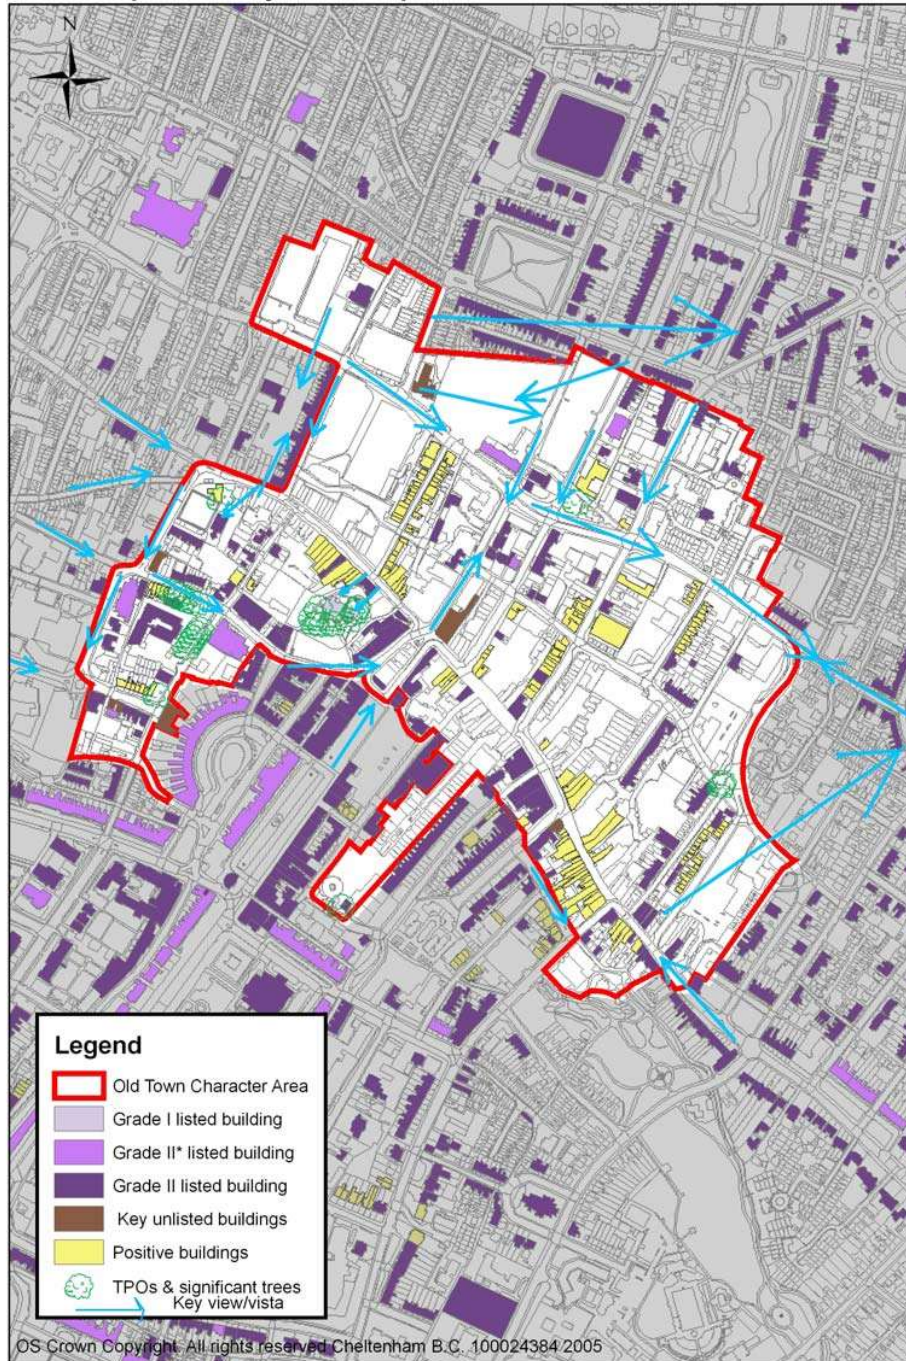 N
Legend
Old Town Character Area
Grade I listed building
Grade II* listed building
Grade II listed building
Key unlisted buildings
Positive buildings
TPOs & significant trees
Key view/vista
OS Crown Copyright. All rights reserved Cheltenham B.C. 100024384 2005